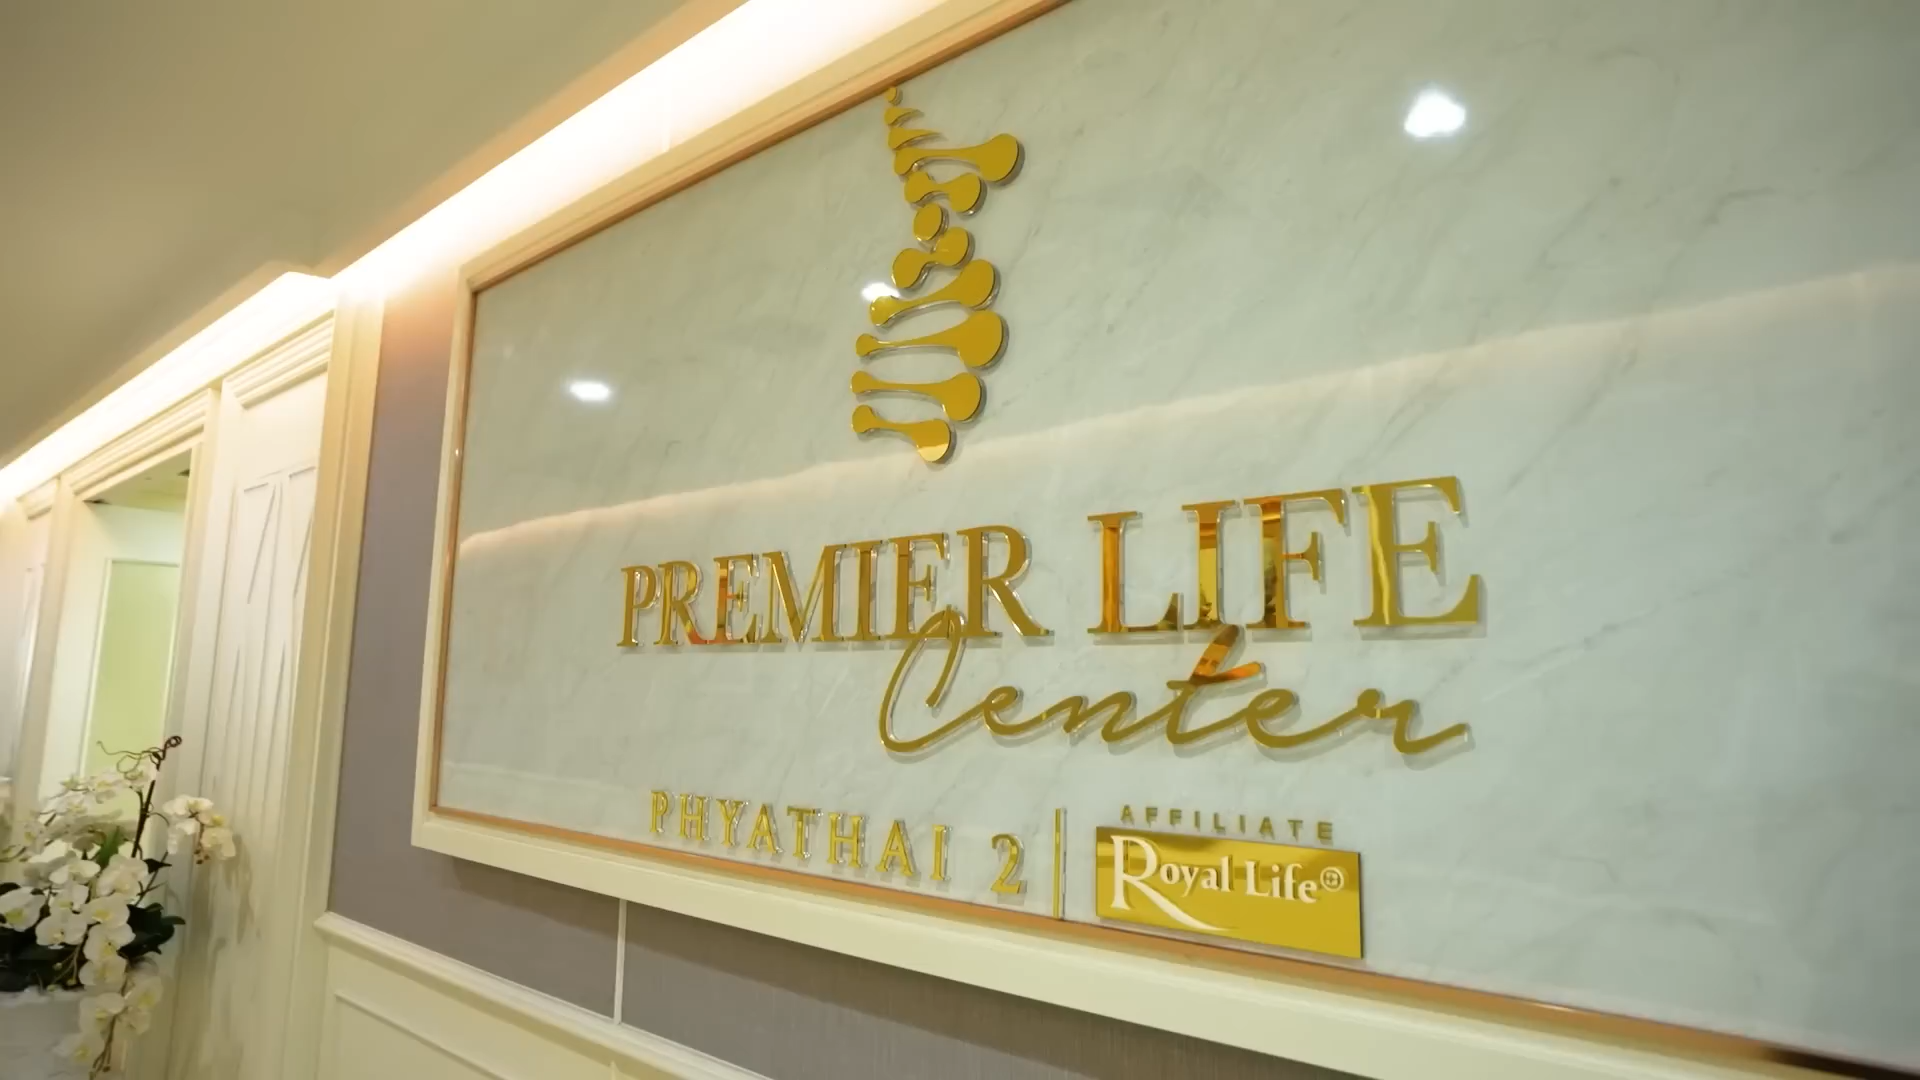 PREMIER LIFE
Center
PHYATHAI 2
AFFILIATE
Royal Life